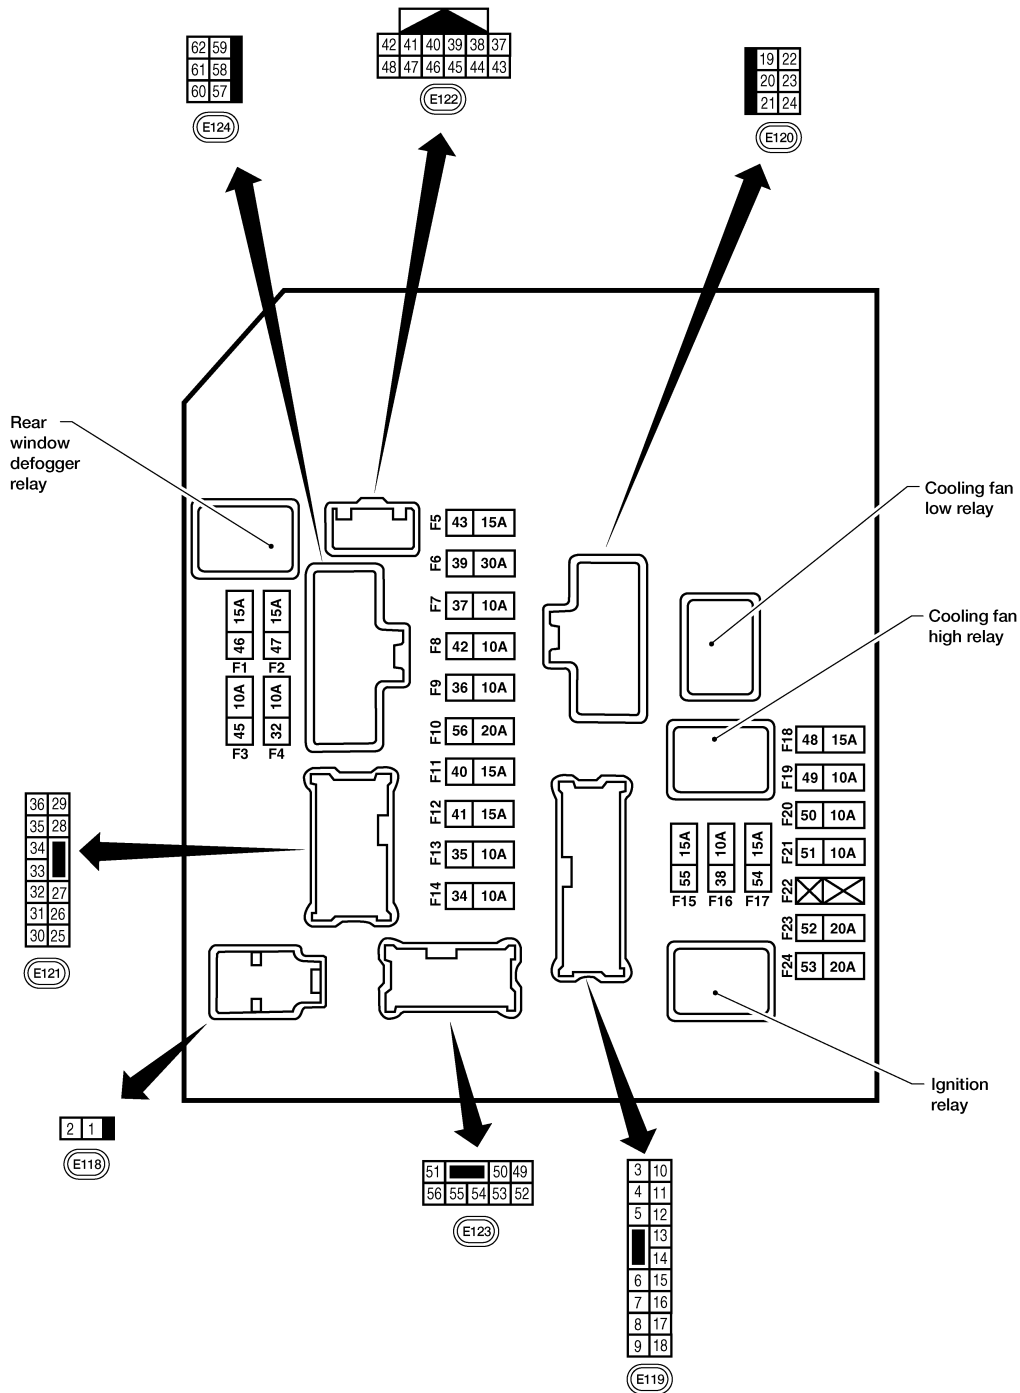 62 59
61 58
60 57
E124
42 41 40 39 38 37
48 47 46 45 44 43
E122
19 22
20 23
21 24
E120
Rear
window
defogger
relay
Cooling fan
low relay
Cooling fan
high relay
46 15A
F1
47 15A
F2
45 10A
F3
32 10A
F4
F5 43 15A
F6 39 30A
F7 37 10A
F8 42 10A
F9 36 10A
F10 56 20A
F11 40 15A
F12 41 15A
F13 35 10A
F14 34 10A
55 15A
F15
38 10A
F16
54 15A
F17
F18 48 15A
F19 49 10A
F20 50 10A
F21 51 10A
F22
F23 52 20A
F24 53 20A
36 29
35 28
34
33
32 27
31 26
30 25
E121
Ignition
relay
2 1
E118
51 50 49
56 55 54 53 52
E123
3 10
4 11
5 12
13
14
6 15
7 16
8 17
9 18
E119